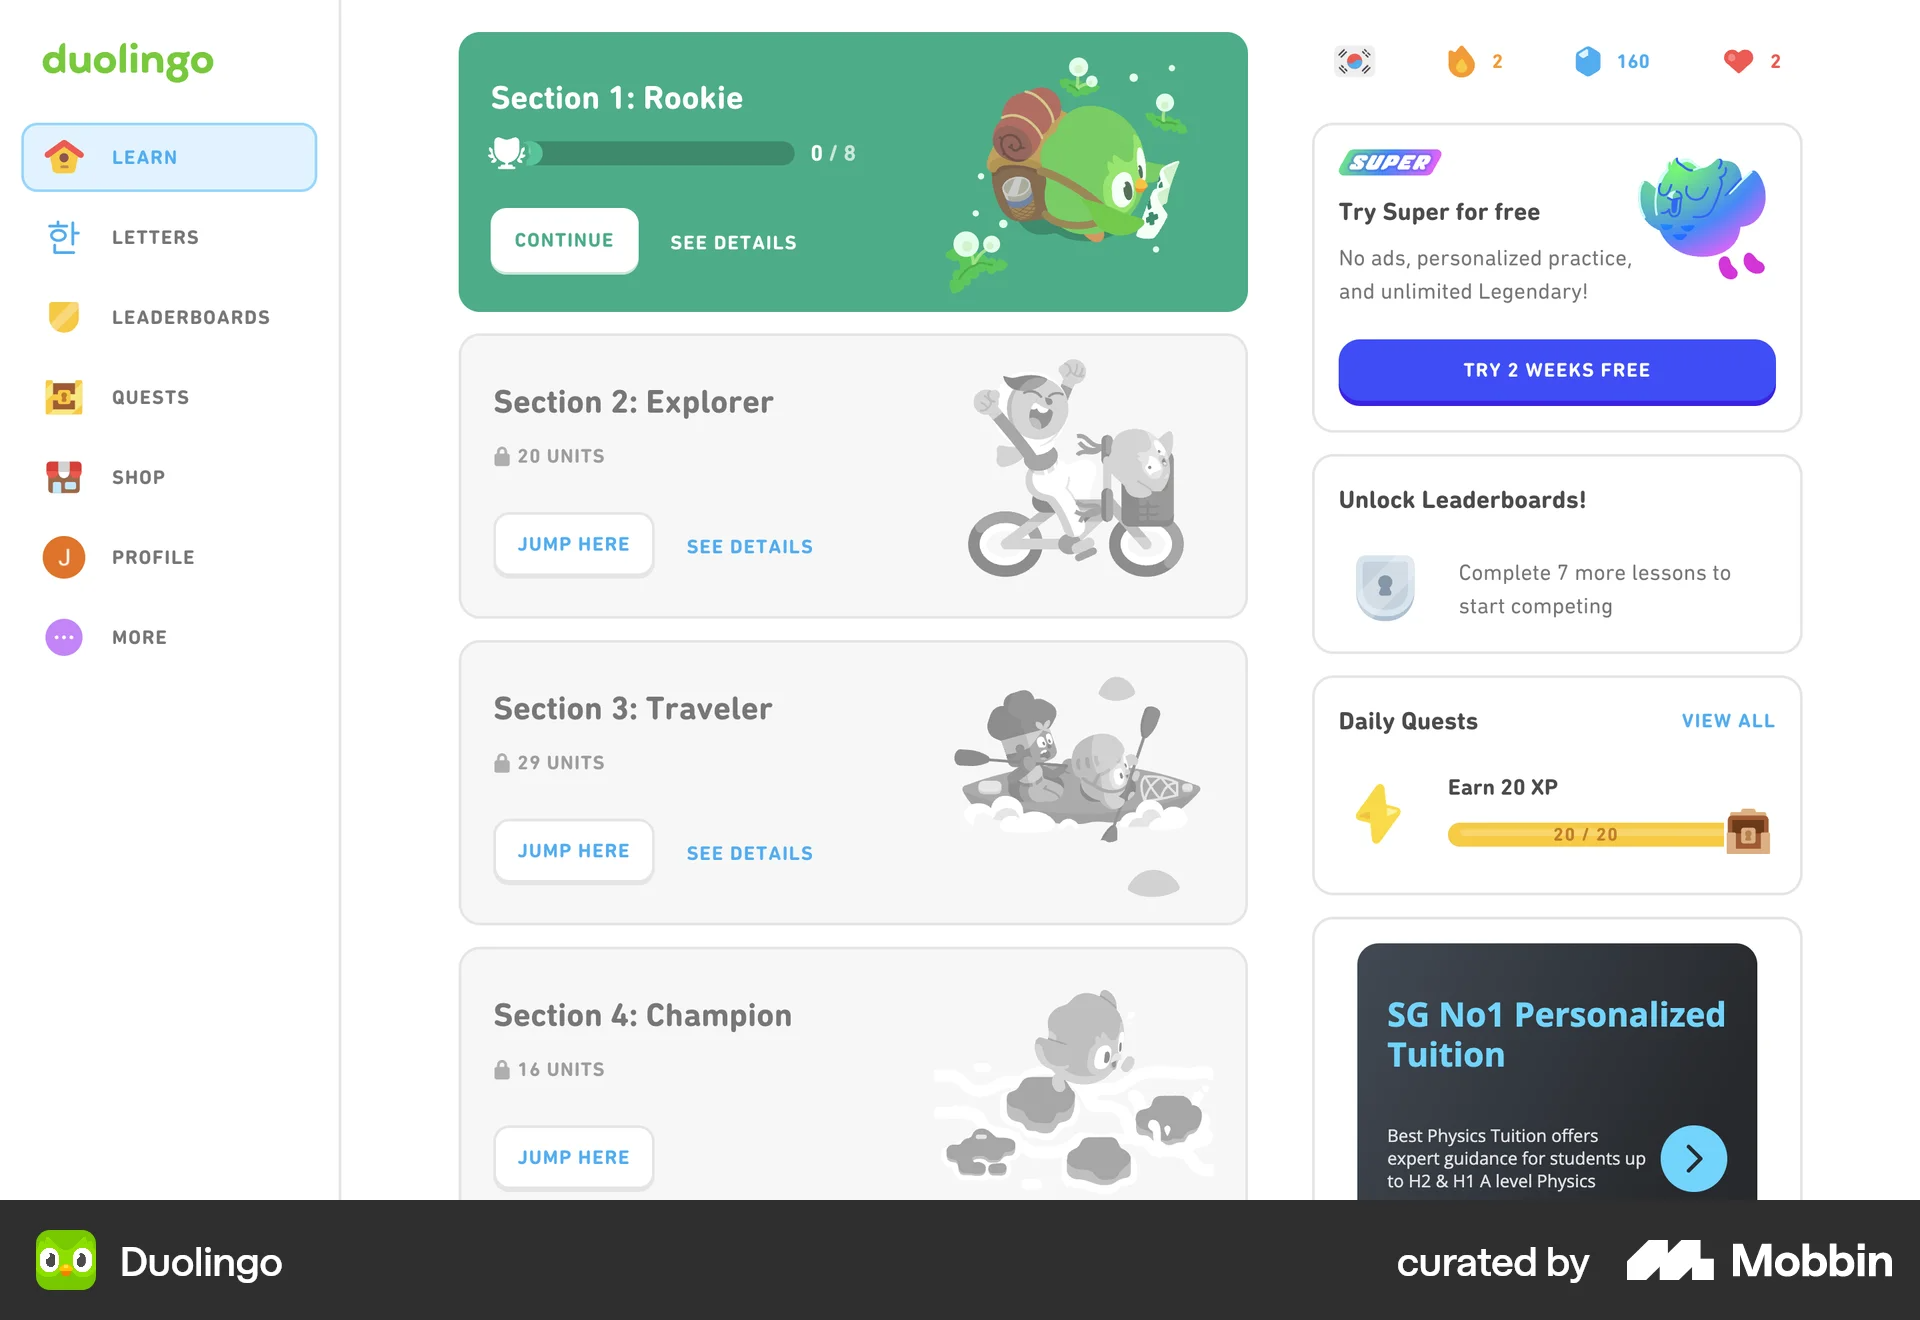 duolingo
LEARN
한 LETTERS
LEADERBOARDS
QUESTS
SHOP
J PROFILE
MORE
Section 1: Rookie
0 / 8
CONTINUE
SEE DETAILS
Section 2: Explorer
20 UNITS
JUMP HERE
SEE DETAILS
Section 3: Traveler
29 UNITS
JUMP HERE
SEE DETAILS
Section 4: Champion
16 UNITS
JUMP HERE
2
160
2
SUPER
Try Super for free
No ads, personalized practice,
and unlimited Legendary!
TRY 2 WEEKS FREE
Unlock Leaderboards!
Complete 7 more lessons to
start competing
Daily Quests
VIEW ALL
Earn 20 XP
20 / 20
SG No1 Personalized
Tuition
Best Physics Tuition offers
expert guidance for students up
to H2 & H1 A level Physics
Duolingo
curated by
Mobbin